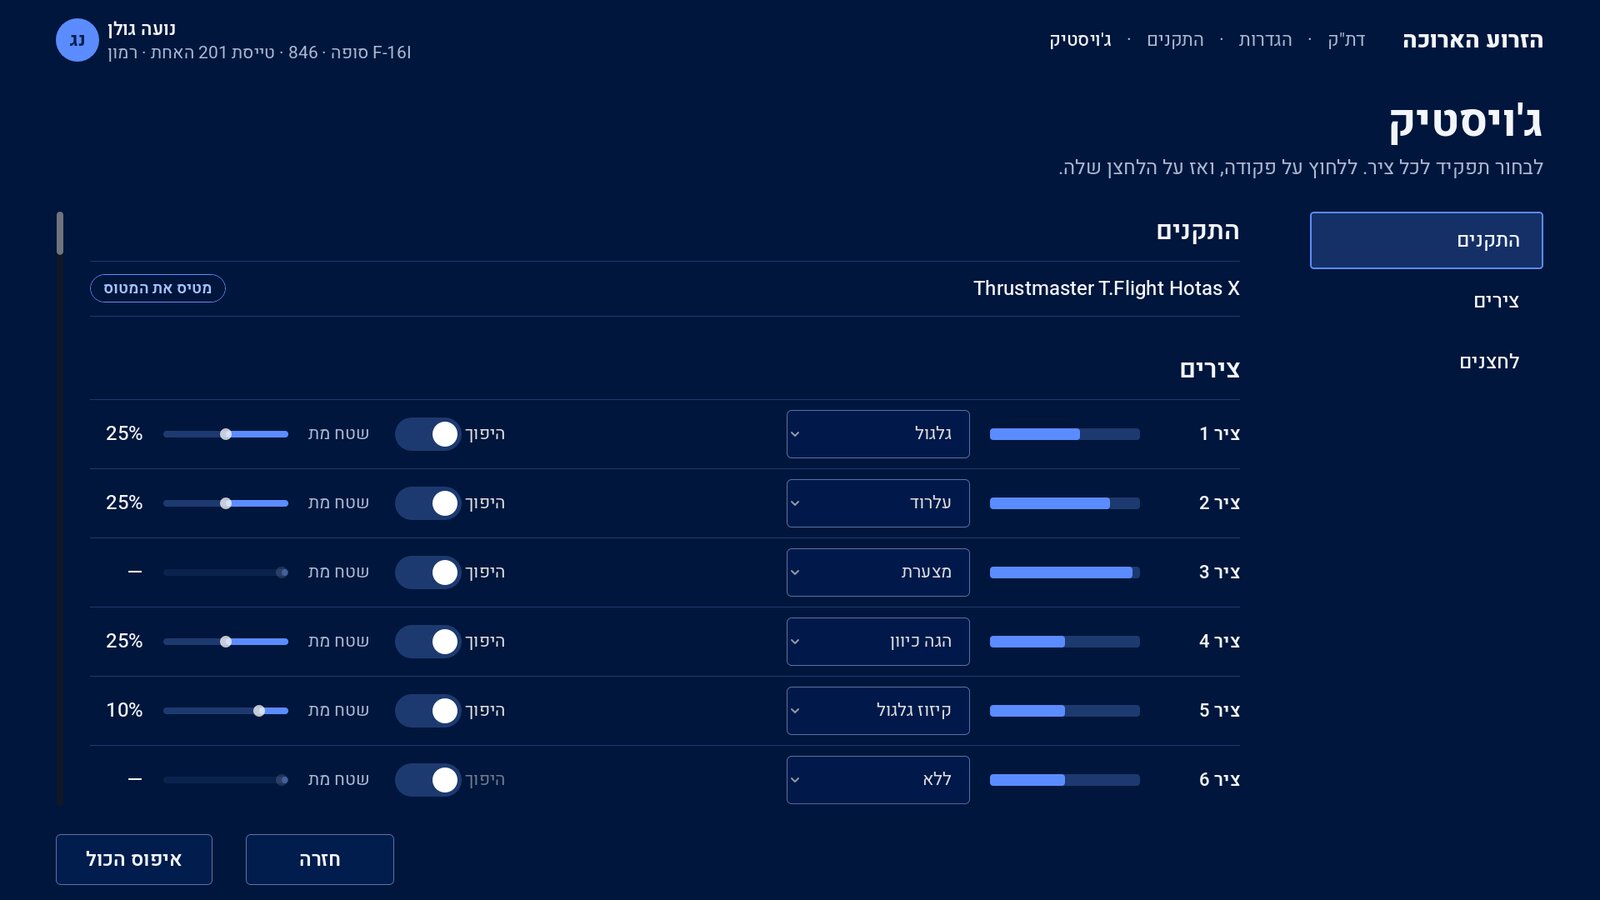 הזרוע הארוכה
דת"ק · הגדרות · התקנים · ג'ויסטיק
נועה גולן
F-16I סופה · 846 · טייסת 201 האחת · רמון
נג
ג'ויסטיק
לבחור תפקיד לכל ציר. ללחוץ על פקודה, ואז על הלחצן שלה.
התקנים
צירים
לחצנים
התקנים
Thrustmaster T.Flight Hotas X
מטיס את המטוס
צירים
ציר 1 גלגול היפוך שטח מת 25%
ציר 2 עלרוד היפוך שטח מת 25%
ציר 3 מצערת היפוך שטח מת —
ציר 4 הגה כיוון היפוך שטח מת 25%
ציר 5 קיזוז גלגול היפוך שטח מת 10%
ציר 6 ללא היפוך שטח מת —
חזרה
איפוס הכול